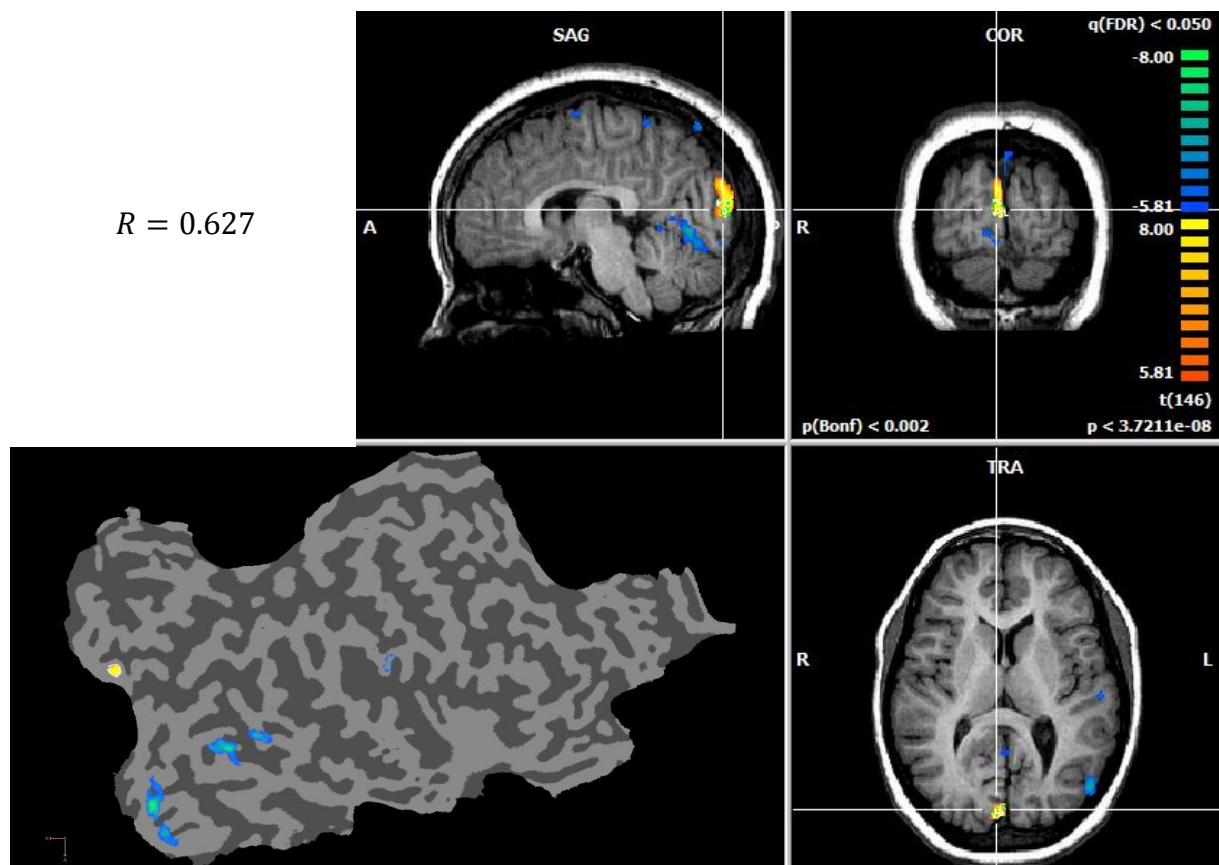 R = 0.627
SAG
A
COR
R
q(FDR) < 0.050
-8.00
-5.81
8.00
5.81
t(146)
p(Bonf) < 0.002
p < 3.7211e-08
TRA
R
L